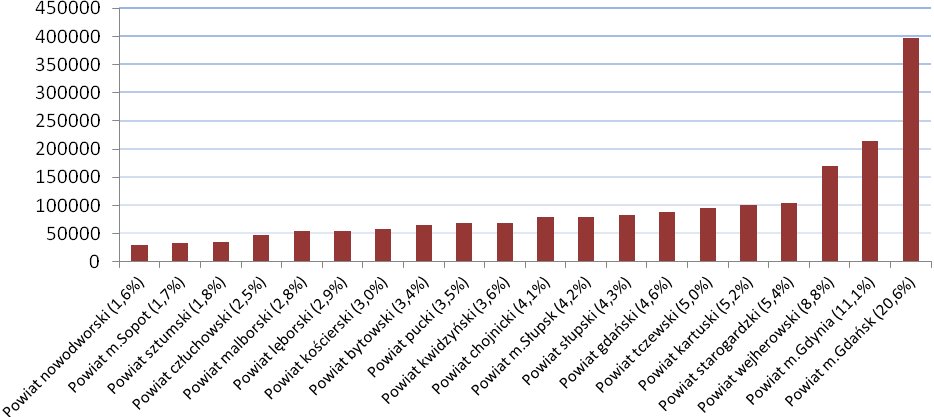 450000
400000
350000
300000
250000
200000
150000
100000
50000
0
Powiat nowodworski (1,6%)
Powiat m.Sopot (1,7%)
Powiat sztumski (1,8%)
Powiat człuchowski (2,5%)
Powiat malborski (2,8%)
Powiat lęborski (2,9%)
Powiat kościerski (3,0%)
Powiat bytowski (3,4%)
Powiat pucki (3,5%)
Powiat kwidzyński (3,6%)
Powiat chojnicki (4,1%)
Powiat m.Słupsk (4,2%)
Powiat słupski (4,3%)
Powiat gdański (4,6%)
Powiat tczewski (5,0%)
Powiat kartuski (5,2%)
Powiat starogardzki (5,4%)
Powiat wejherowski (8,8%)
Powiat m.Gdynia (11,1%)
Powiat m.Gdańsk (20,6%)